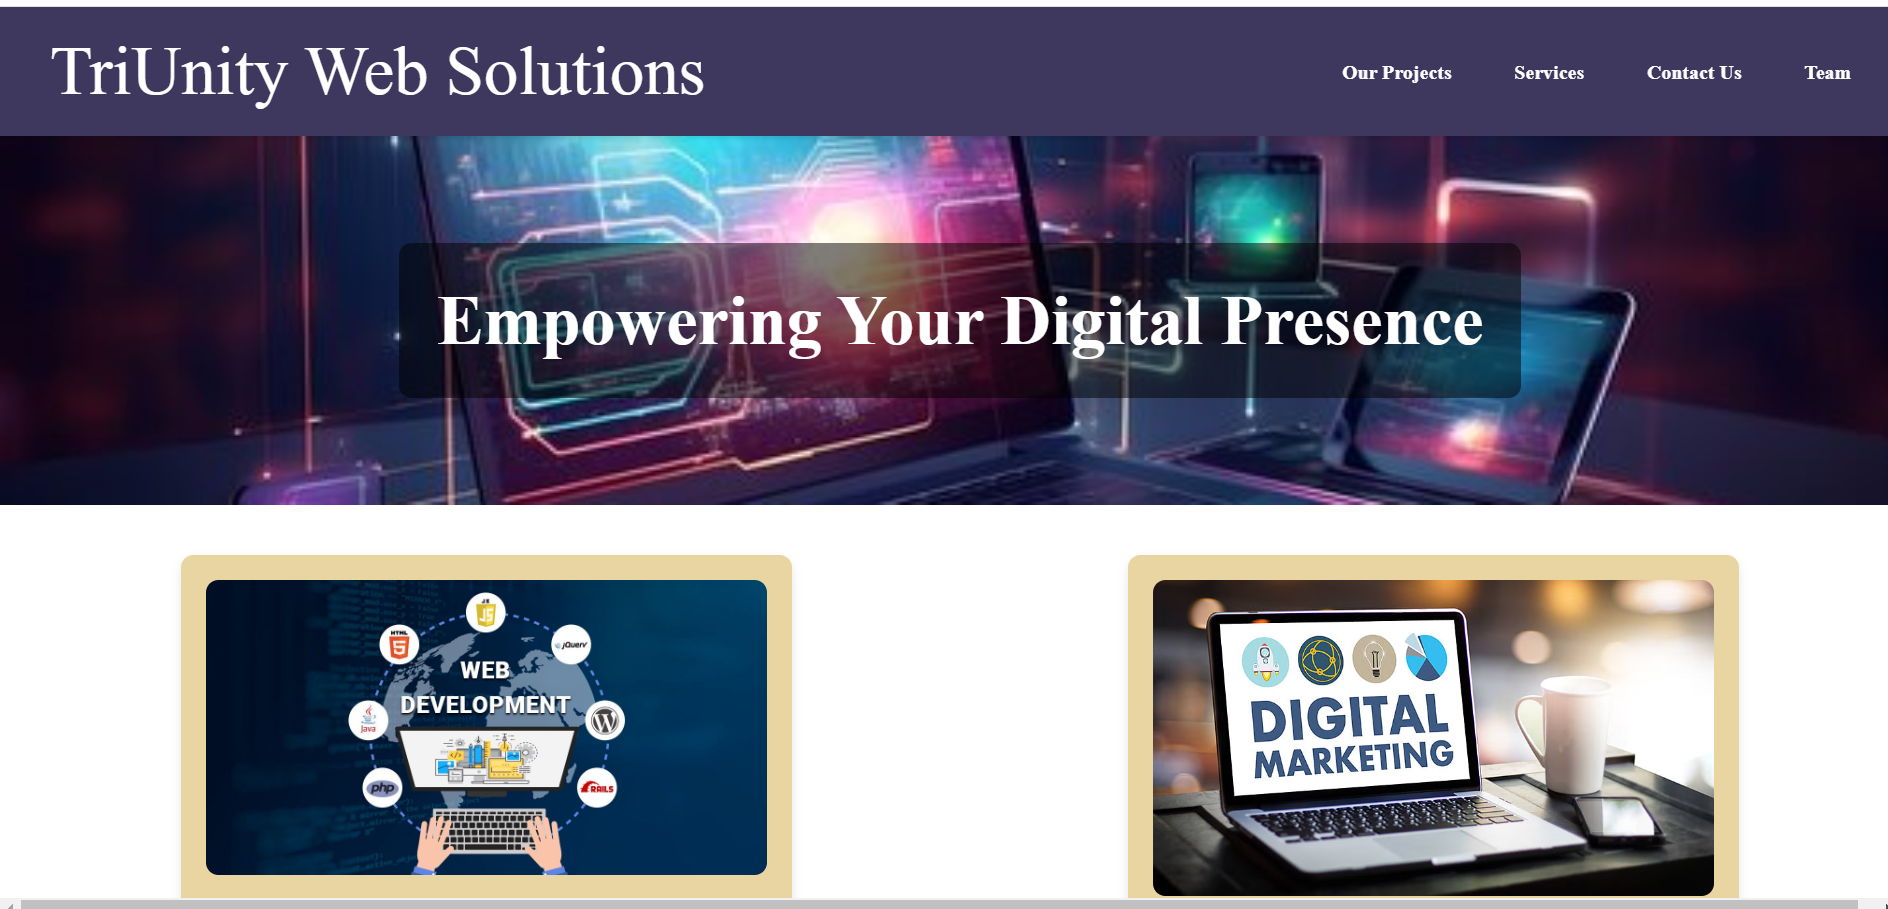 TriUnity Web Solutions
Our Projects Services Contact Us Team
Empowering Your Digital Presence
JS
HTML
5
jQuery
WEB
DEVELOPMENT
Java
W
php
RAILS
DIGITAL
MARKETING